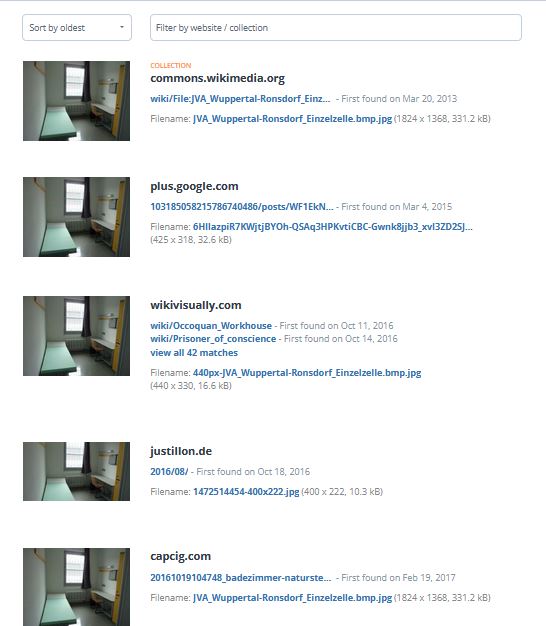 Sort by oldest
Filter by website / collection
COLLECTION
commons.wikimedia.org
wiki/File:JVA_Wuppertal-Ronsdorf_Einz... - First found on Mar 20, 2013
Filename: JVA_Wuppertal-Ronsdorf_Einzelzelle.bmp.jpg (1824 x 1368, 331.2 kB)
plus.google.com
103185058215786740486/posts/WF1EkN... - First found on Mar 4, 2015
Filename: 6HIlazpiR7KWjtjBYOh-QSAq3HPKvtiCBC-Gwnk8jjb3_xvl3ZD2SJ...
(425 x 318, 32.6 kB)
wikivisually.com
wiki/Occoquan_Workhouse - First found on Oct 11, 2016
wiki/Prisoner_of_conscience - First found on Oct 14, 2016
view all 42 matches
Filename: 440px-JVA_Wuppertal-Ronsdorf_Einzelzelle.bmp.jpg
(440 x 330, 16.6 kB)
justillon.de
2016/08/ - First found on Oct 18, 2016
Filename: 1472514454-400x222.jpg (400 x 222, 10.3 kB)
capcig.com
20161019104748_badezimmer-naturste... - First found on Feb 19, 2017
Filename: JVA_Wuppertal-Ronsdorf_Einzelzelle.bmp.jpg (1824 x 1368, 331.2 kB)